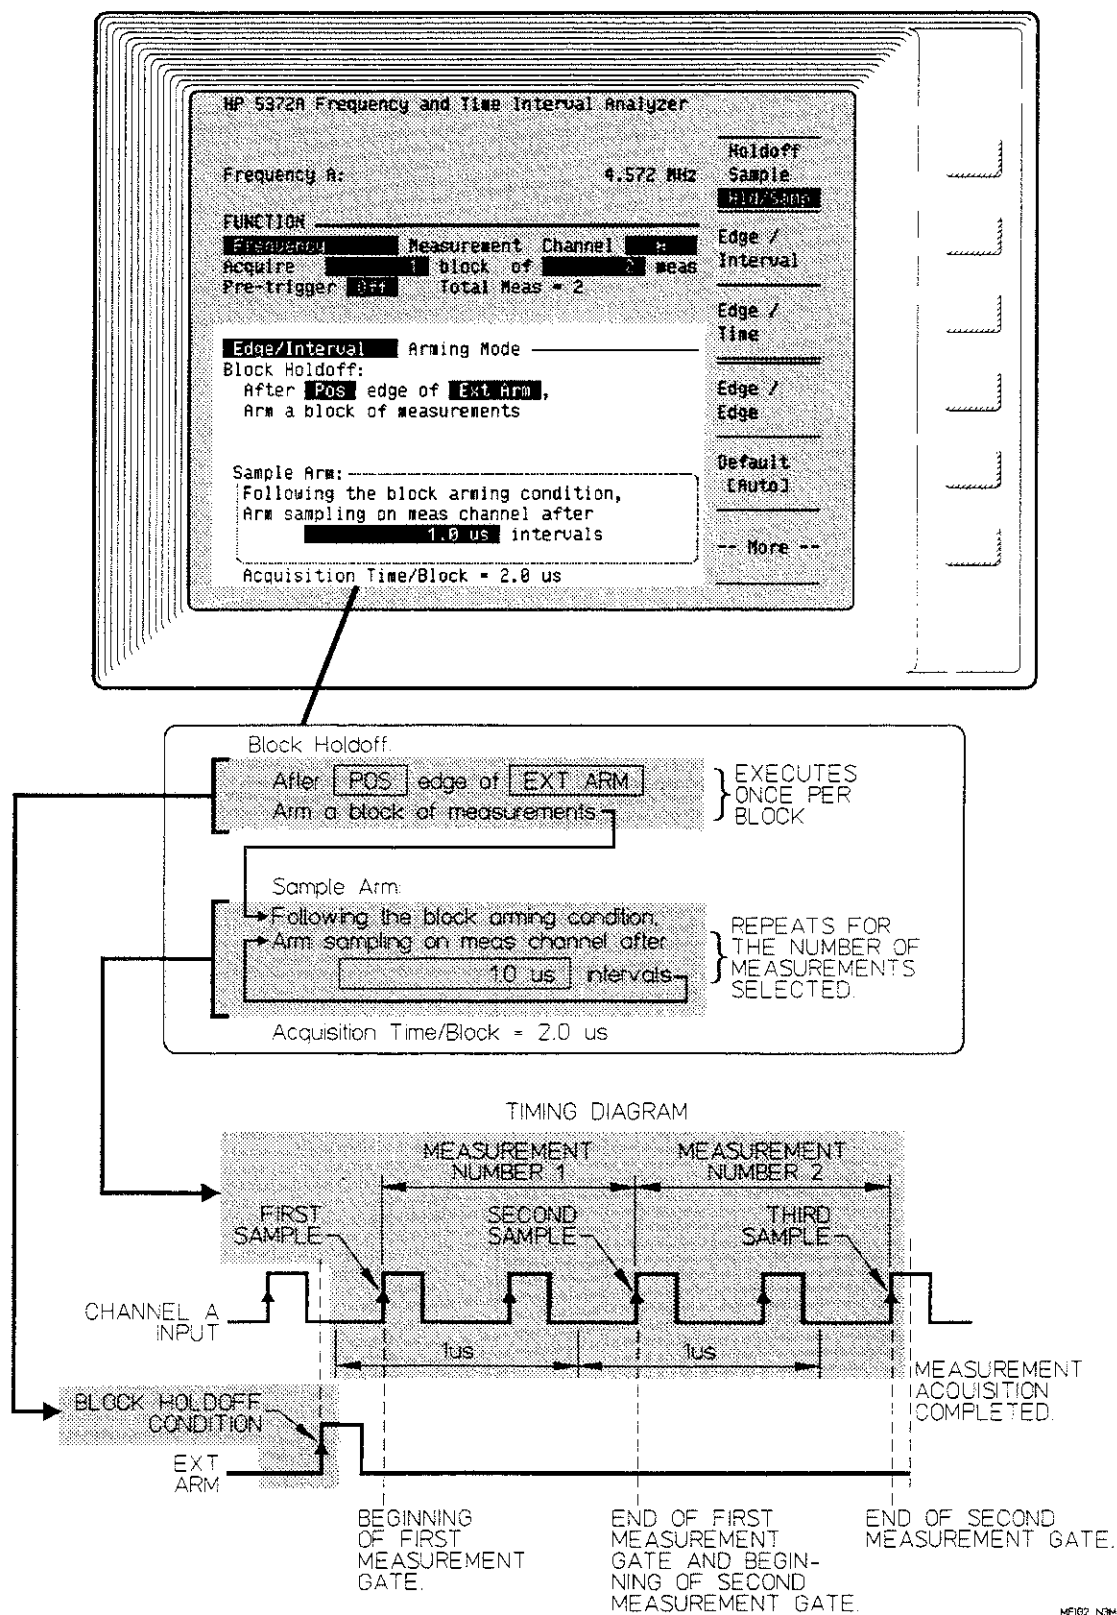 HP 5372A Frequency and Time Interval Analyzer
Frequency A: 4.572 MHz
FUNCTION
Frequency Measurement Channel A
Acquire 1 block of 2 meas
Pre-trigger Off Total Meas = 2
Edge/Interval Arming Mode
Block Holdoff:
After Pos edge of Ext Arm,
Arm a block of measurements
Sample Arm:
Following the block arming condition,
Arm sampling on meas channel after
1.0 us intervals
Acquisition Time/Block = 2.0 us
Holdoff
Sample
Hld/Samp
Edge /
Interval
Edge /
Time
Edge /
Edge
Default
[Auto]
-- More --
Block Holdoff:
After POS edge of EXT ARM
Arm a block of measurements
EXECUTES
ONCE PER
BLOCK
Sample Arm:
Following the block arming condition,
Arm sampling on meas channel after
1.0 us intervals
REPEATS FOR
THE NUMBER OF
MEASUREMENTS
SELECTED.
Acquisition Time/Block = 2.0 us
TIMING DIAGRAM
MEASUREMENT
NUMBER 1
MEASUREMENT
NUMBER 2
FIRST
SAMPLE
SECOND
SAMPLE
THIRD
SAMPLE
CHANNEL A
INPUT
1us
1us
MEASUREMENT
ACQUISITION
COMPLETED.
BLOCK HOLDOFF
CONDITION
EXT
ARM
BEGINNING
OF FIRST
MEASUREMENT
GATE.
END OF FIRST
MEASUREMENT
GATE AND BEGIN-
NING OF SECOND
MEASUREMENT GATE.
END OF SECOND
MEASUREMENT GATE.